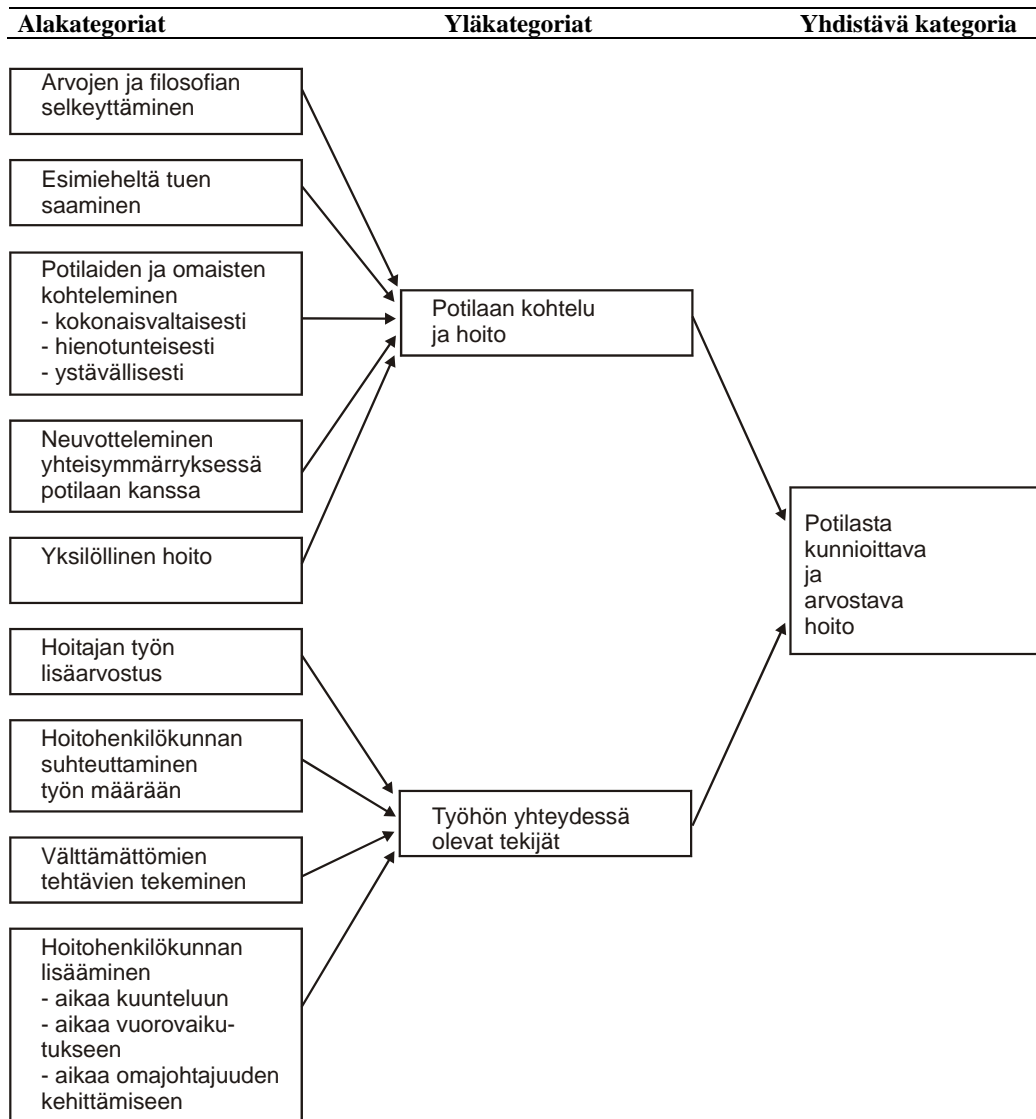 Alakategoriat Yläkategoriat Yhdistävä kategoria
Arvojen ja filosofian
selkeyttäminen
Esimieheltä tuen
saaminen
Potilaiden ja omaisten
kohteleminen
- kokonaisvaltaisesti
- hienotunteisesti
- ystävällisesti
Neuvotteleminen
yhteisymmärryksessä
potilaan kanssa
Yksilöllinen hoito
Hoitajan työn
lisäarvostus
Hoitohenkilökunnan
suhteuttaminen
työn määrään
Välttämättömien
tehtävien tekeminen
Hoitohenkilökunnan
lisääminen
- aikaa kuunteluun
- aikaa vuorovaiku-
tukseen
- aikaa omajohtajuuden
kehittämiseen
Potilaan kohtelu
ja hoito
Työhön yhteydessä
olevat tekijät
Potilasta
kunnioittava
ja
arvostava
hoito